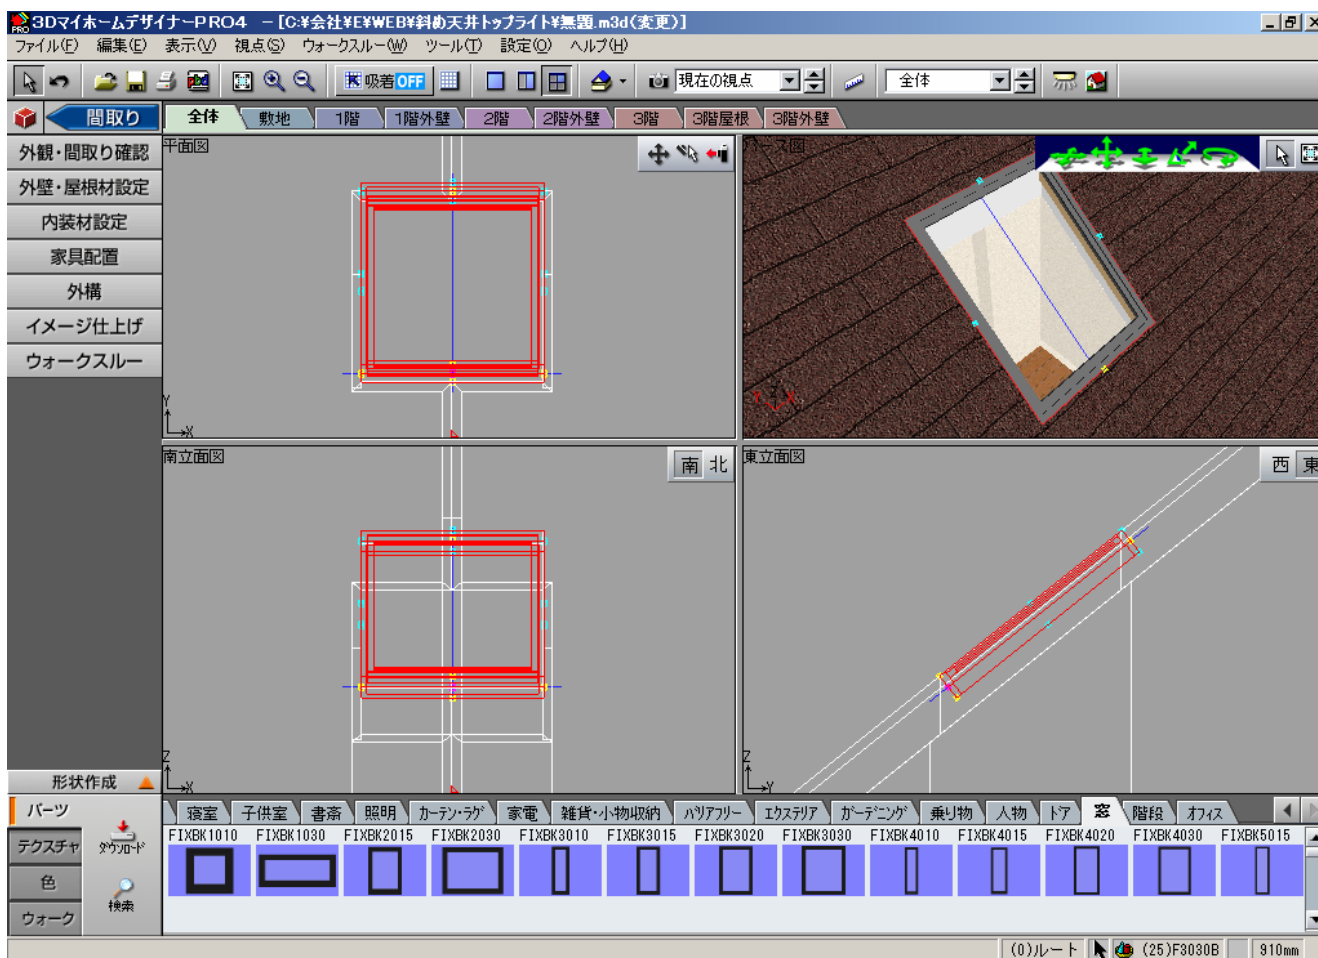 3DマイホームデザイナーPRO4 － [C:¥会社¥E¥WEB¥斜め天井トップライト¥無題.m3d(変更)]
ファイル(F) 編集(E) 表示(V) 視点(S) ウォークスルー(W) ツール(T) 設定(O) ヘルプ(H)
吸着OFF 現在の視点 全体
間取り 全体 敷地 1階 1階外壁 2階 2階外壁 3階 3階屋根 3階外壁
外観・間取り確認
外壁・屋根材設定
内装材設定
家具配置
外構
イメージ仕上げ
ウォークスルー
平面図
パース図
Y
X
南立面図
南 北
東立面図
西 東
Z
X
Z
Y
形状作成
パーツ
テクスチャ
色
ウォーク
ダウンロード
検索
寝室 子供室 書斎 照明 カーテン・ラグ 家電 雑貨・小物収納 バリアフリー エクステリア ガーデニング 乗り物 人物 ドア 窓 階段 オフィス
FIXBK1010 FIXBK1030 FIXBK2015 FIXBK2030 FIXBK3010 FIXBK3015 FIXBK3020 FIXBK3030 FIXBK4010 FIXBK4015 FIXBK4020 FIXBK4030 FIXBK5015
(0)ルート (25)F3030B 910mm